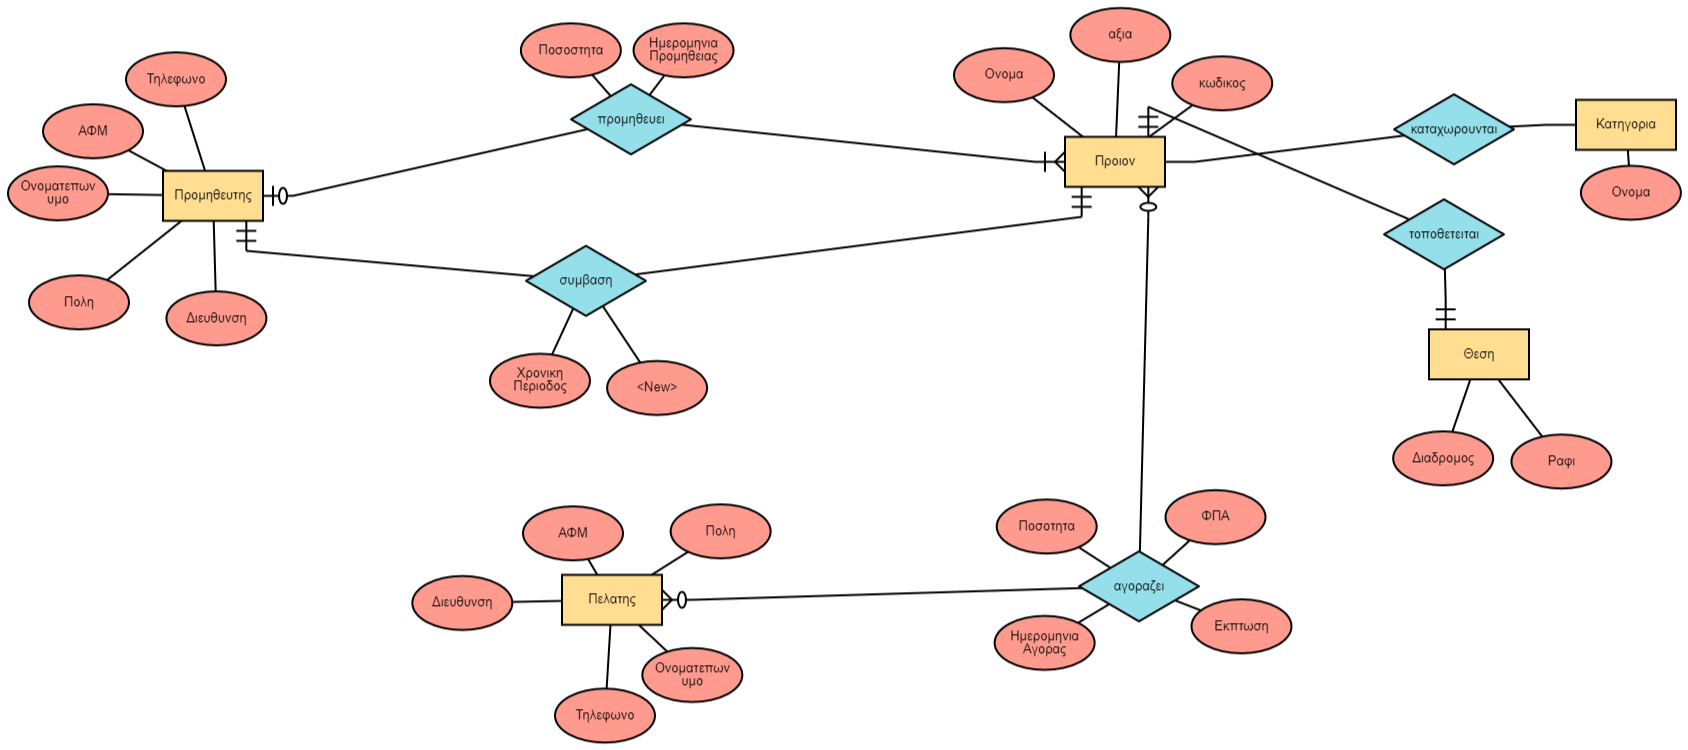 Ποσοστητα
Ημερομηνια
Προμηθειας
αξια
Ονομα
κωδικος
Τηλεφωνο
ΑΦΜ
προμηθευει
Προιον
καταχωρουνται
Κατηγορια
Ονοματεπων
υμο
Προμηθευτης
Ονομα
τοποθετειται
Πολη
Διευθυνση
συμβαση
Θεση
Χρονικη
Περιοδος
<New>
Διαδρομος
Ραφι
ΑΦΜ
Πολη
Ποσοτητα
ΦΠΑ
Διευθυνση
Πελατης
αγοραζει
Ημερομηνια
Αγορας
Εκπτωση
Ονοματεπων
υμο
Τηλεφωνο